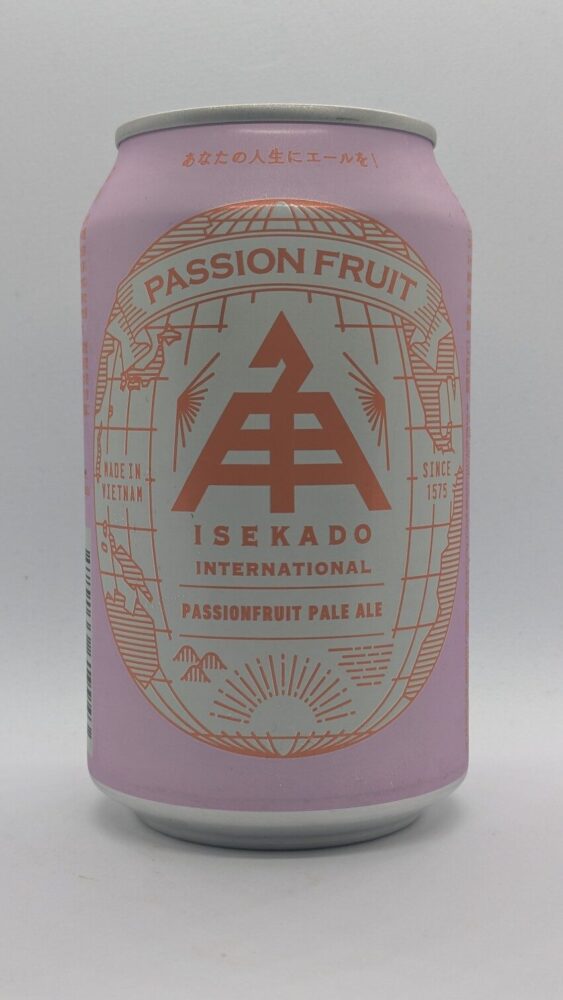 あなたの人生にエールを!
PASSION FRUIT
MADE IN
VIETNAM
SINCE
1575
ISEKADO
INTERNATIONAL
PASSIONFRUIT PALE ALE